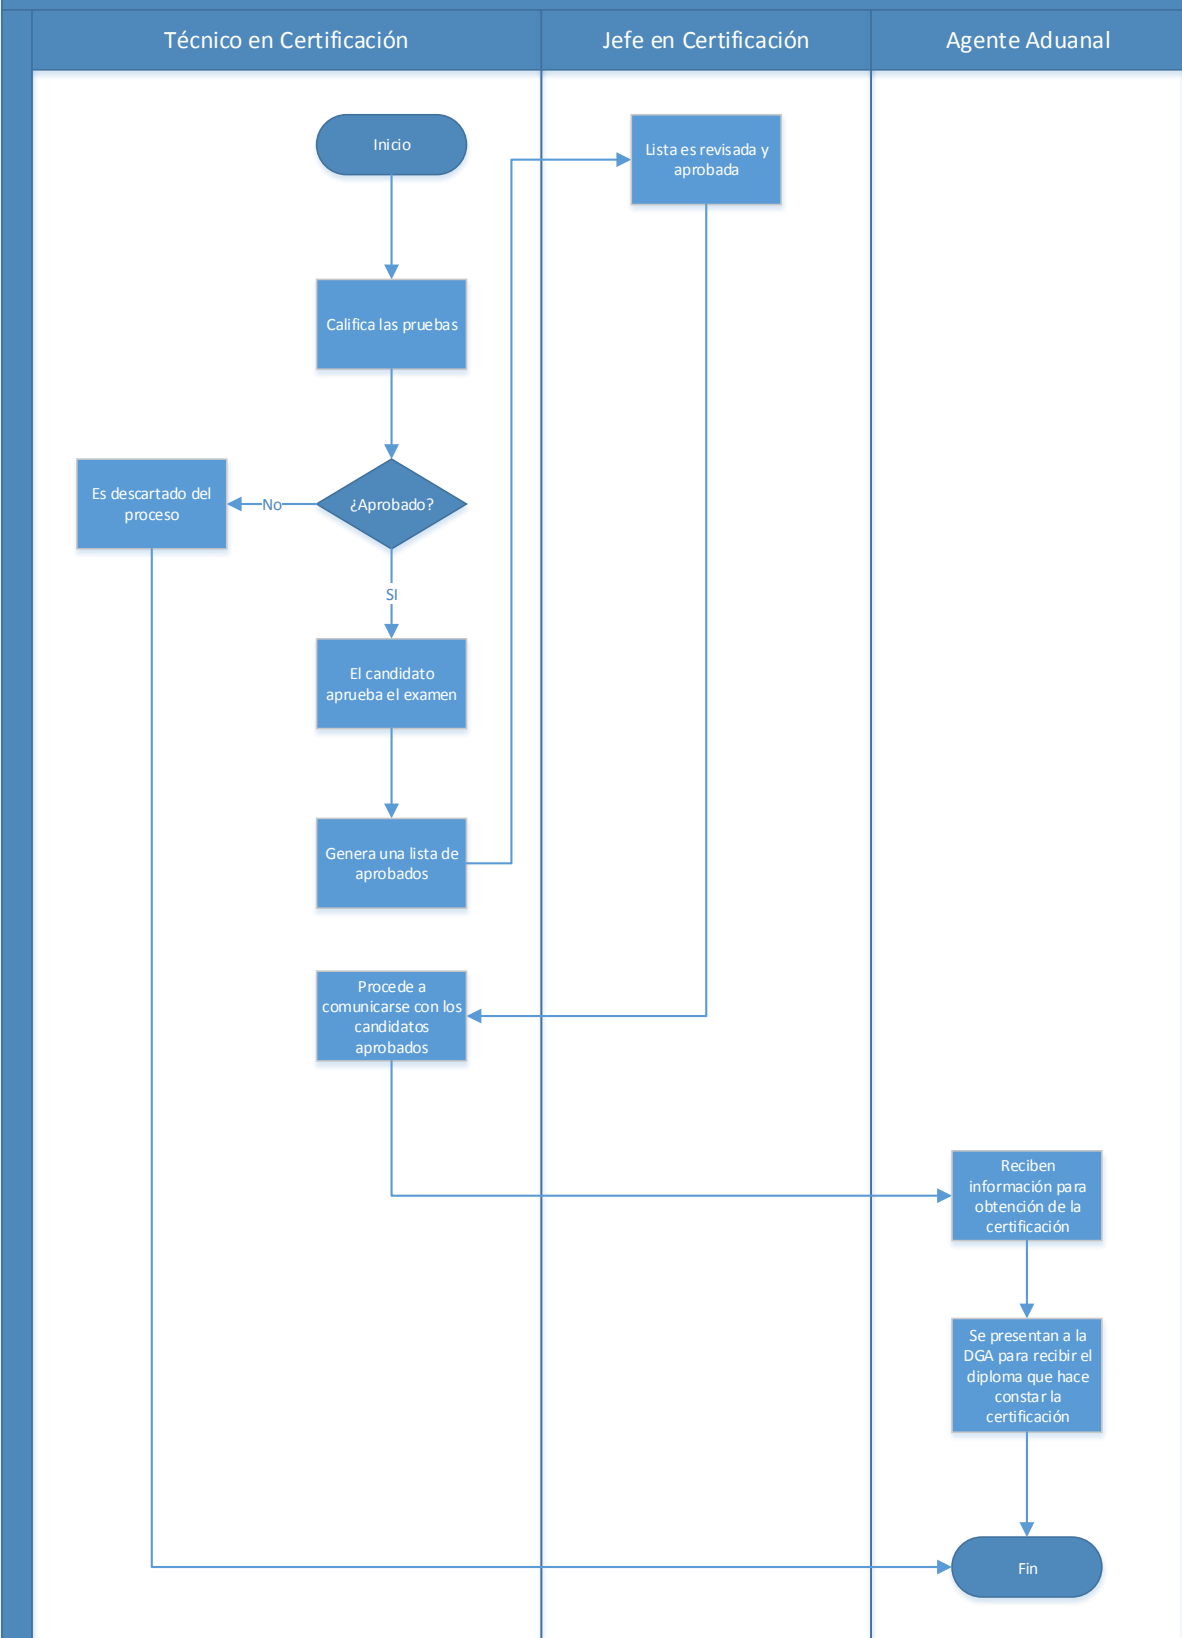 Técnico en Certificación
Jefe en Certificación
Agente Aduanal
Inicio
Lista es revisada y
aprobada
Califica las pruebas
Es descartado del
proceso
No
¿Aprobado?
SI
El candidato
aprueba el examen
Genera una lista de
aprobados
Procede a
comunicarse con los
candidatos
aprobados
Reciben
información para
obtención de la
certificación
Se presentan a la
DGA para recibir el
diploma que hace
constar la
certificación
Fin